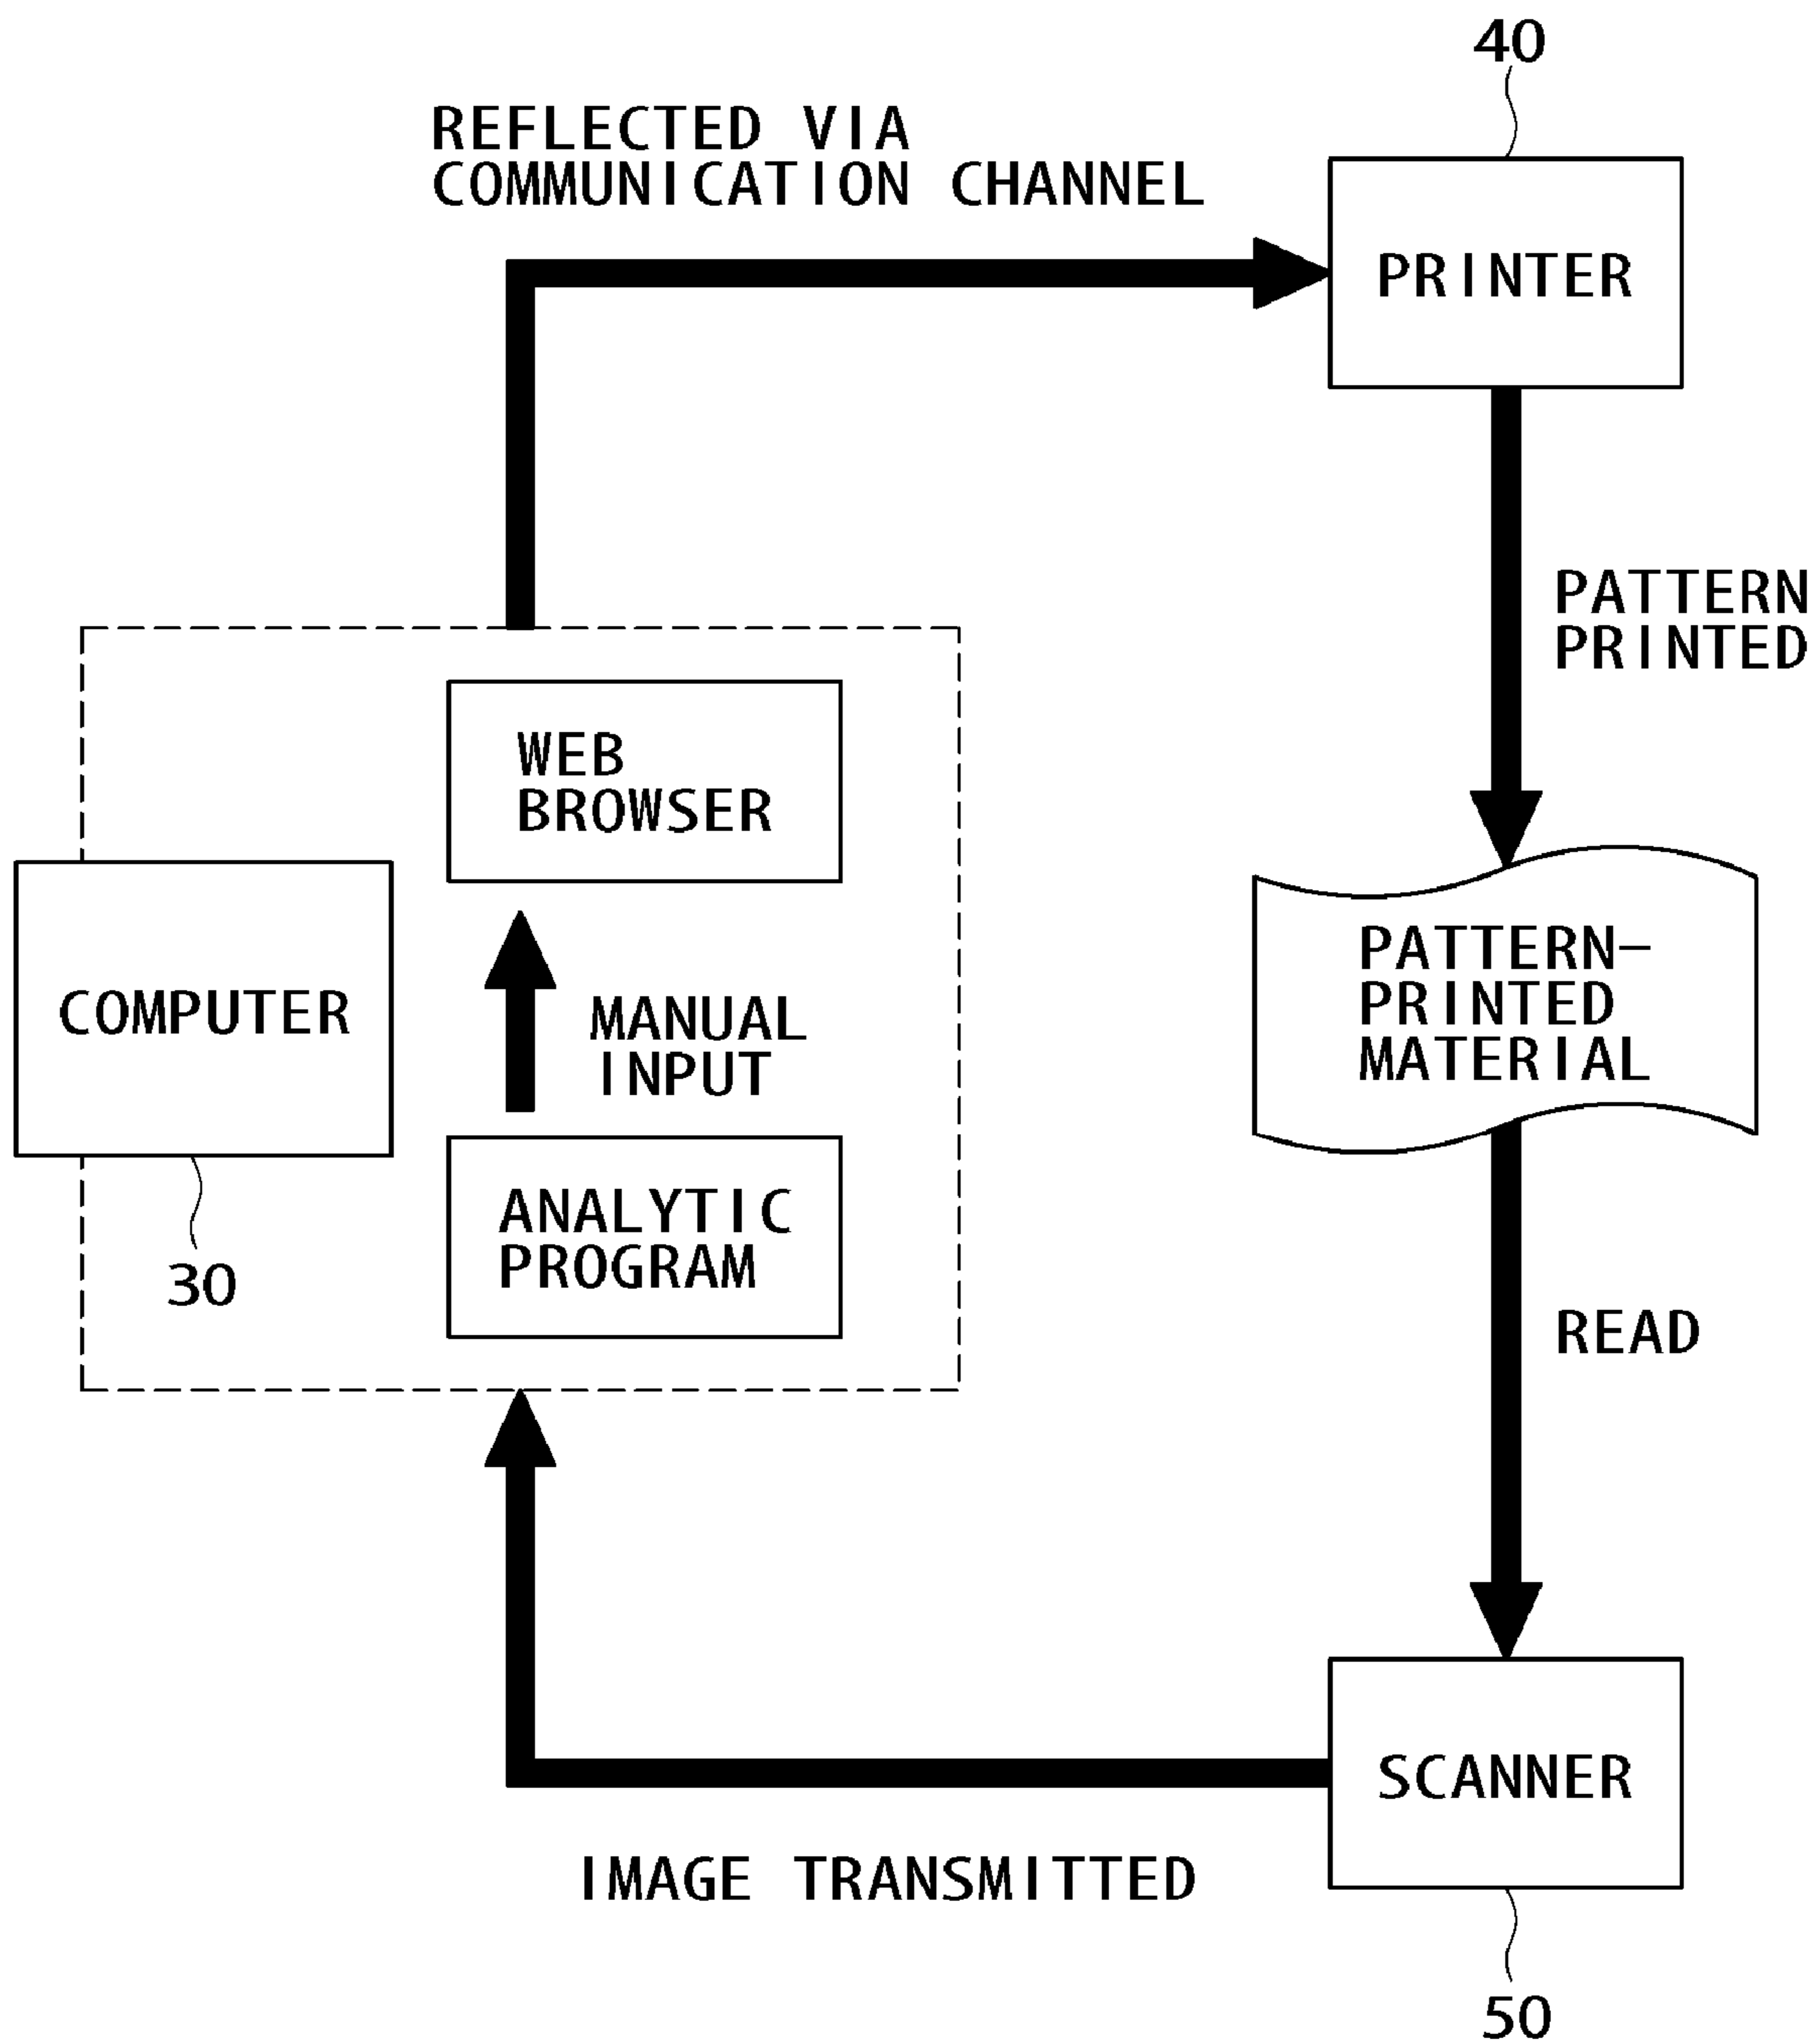 40
REFLECTED VIA
COMMUNICATION CHANNEL
PRINTER
PATTERN
PRINTED
WEB
BROWSER
COMPUTER
MANUAL
INPUT
PATTERN-
PRINTED
MATERIAL
ANALYTIC
PROGRAM
30
READ
SCANNER
IMAGE TRANSMITTED
50